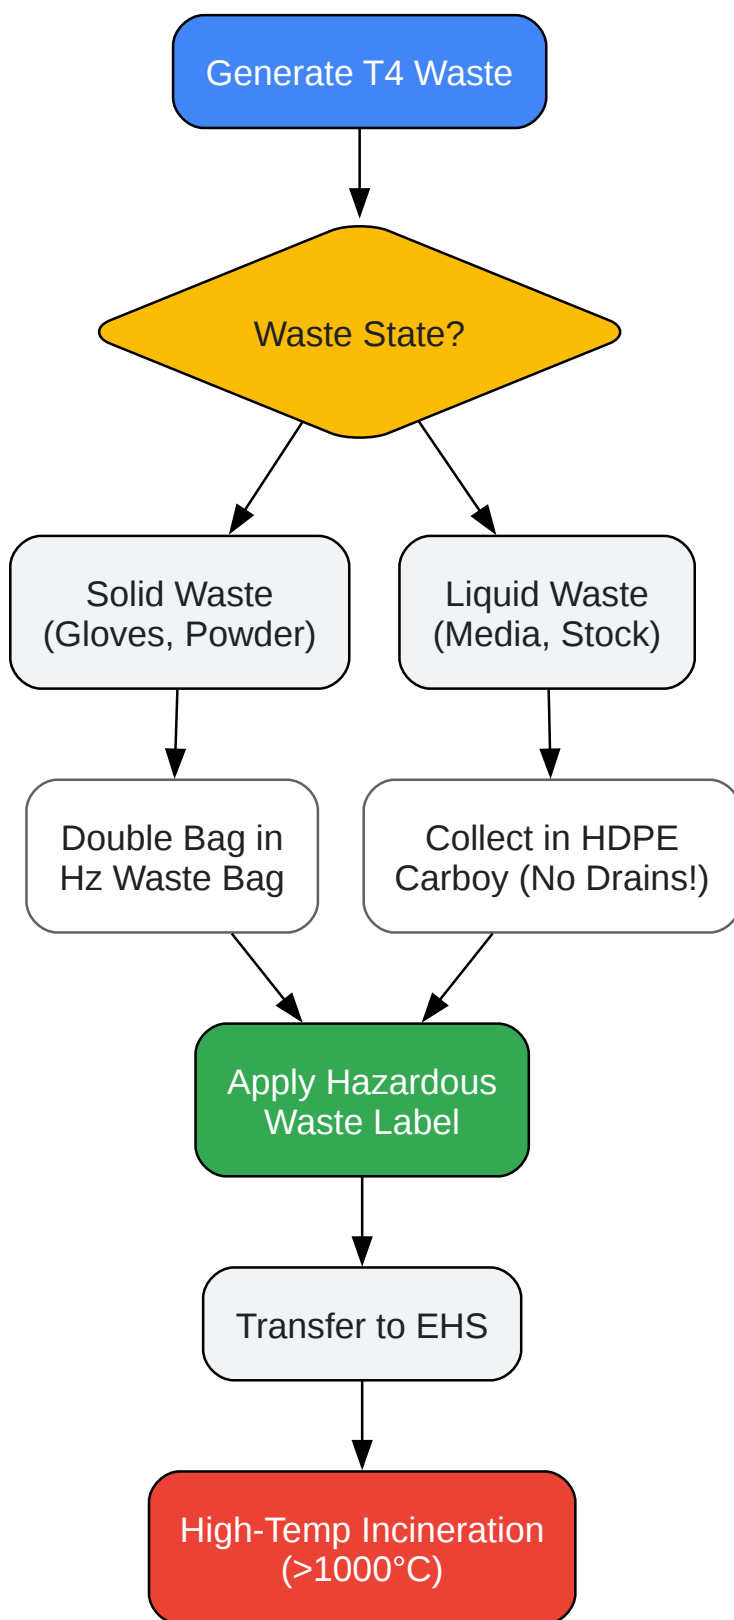 Generate T4 Waste
Waste State?
Solid Waste
(Gloves, Powder)
Liquid Waste
(Media, Stock)
Double Bag in
Hz Waste Bag
Collect in HDPE
Carboy (No Drains!)
Apply Hazardous
Waste Label
Transfer to EHS
High-Temp Incineration
(>1000°C)